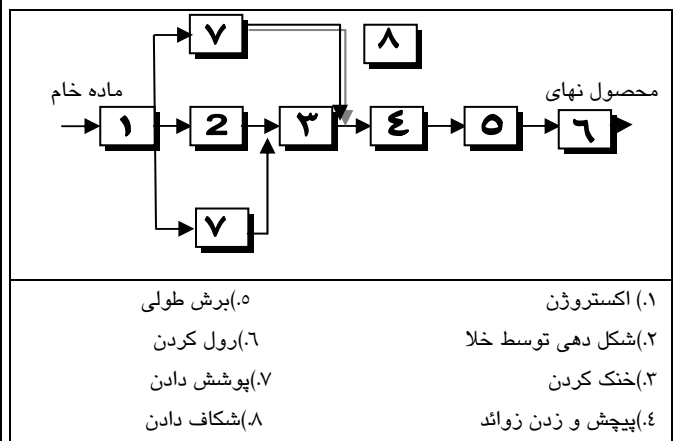 ۷
۸
ماده خام
محصول نهای
۱ 2 ۳ ٤ ۵ ٦
۷
۱.) اکستروژن
۲.)شکل دهی توسط خلا
۳.)خنک کردن
٤.)پیچش و زدن زوائد
۵.)برش طولی
٦.)رول کردن
۷.)پوشش دادن
۸.)شکاف دادن